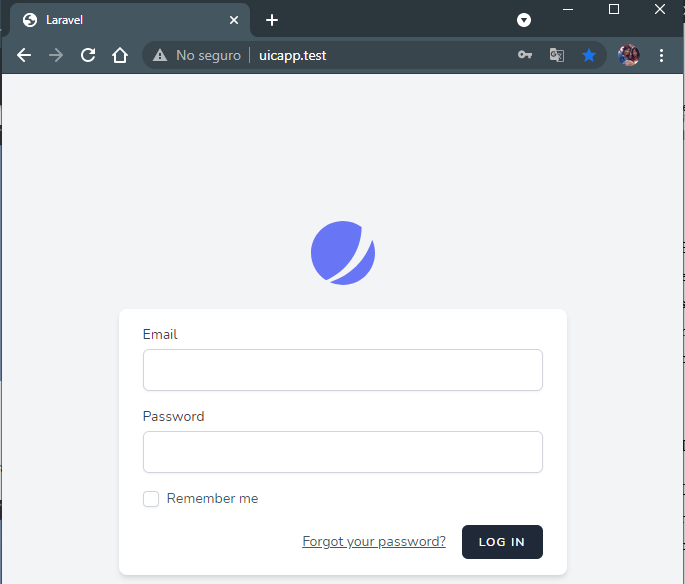 Laravel
No seguro
uicapp.test
Email
Password
Remember me
Forgot your password?
LOG IN